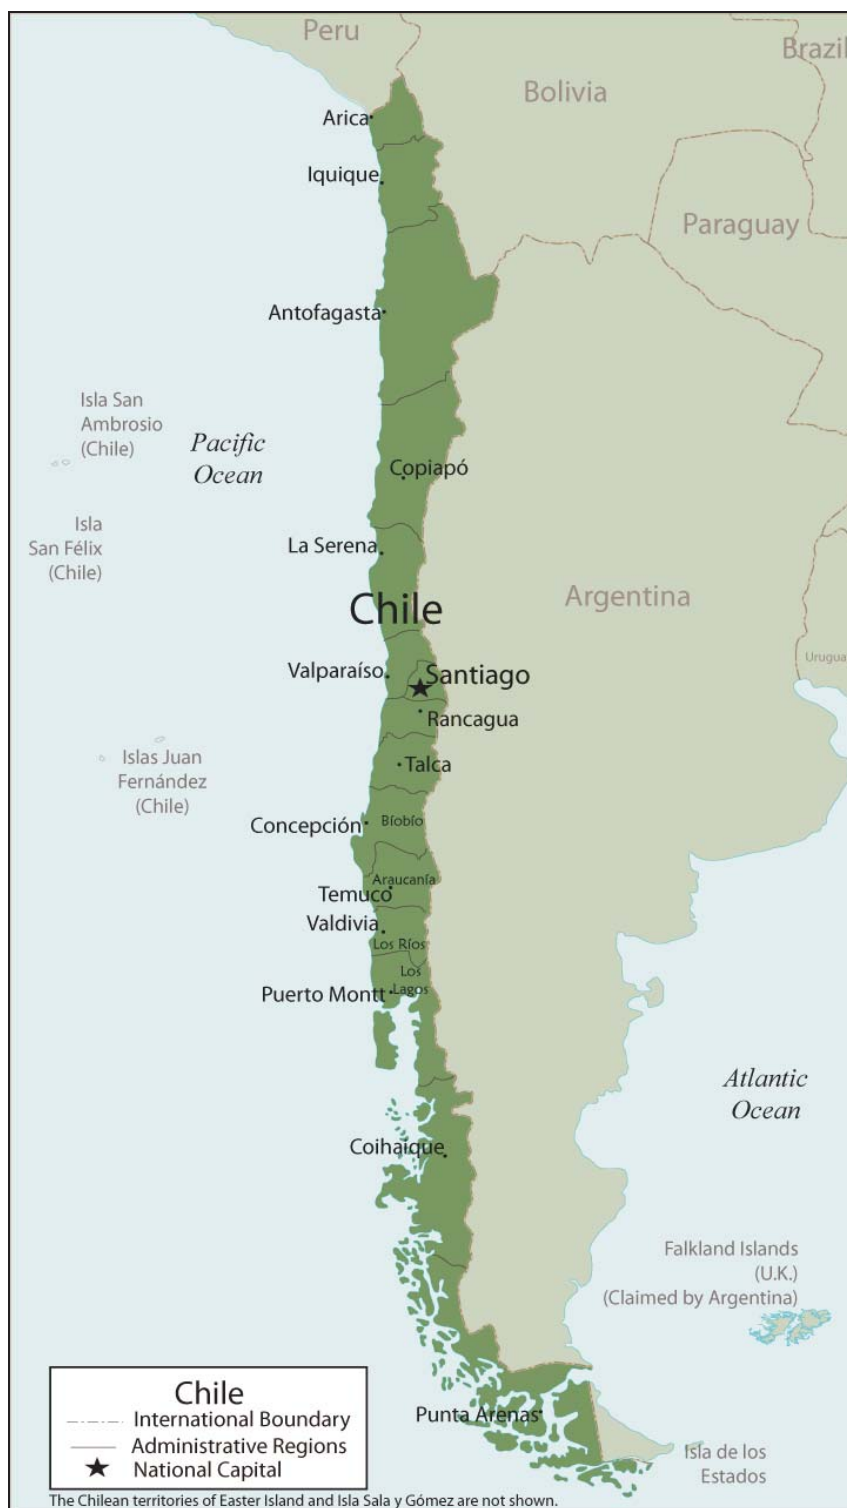 Peru
Brazil
Bolivia
Arica
Iquique
Paraguay
Antofagasta
Isla San
Ambrosio
(Chile)
Pacific
Ocean
Copiapó
Isla
San Félix
(Chile)
La Serena
Chile
Argentina
Valparaíso
Santiago
Urugua
Rancagua
Islas Juan
Fernández
(Chile)
Talca
Concepción
Bíobío
Araucanía
Temuco
Valdivia
Los Ríos
Los
Lagos
Puerto Montt
Atlantic
Ocean
Coihaique
Falkland Islands
(U.K.)
(Claimed by Argentina)
Chile
International Boundary
Administrative Regions
National Capital
Punta Arenas
Isla de los
Estados
The Chilean territories of Easter Island and Isla Sala y Gómez are not shown.